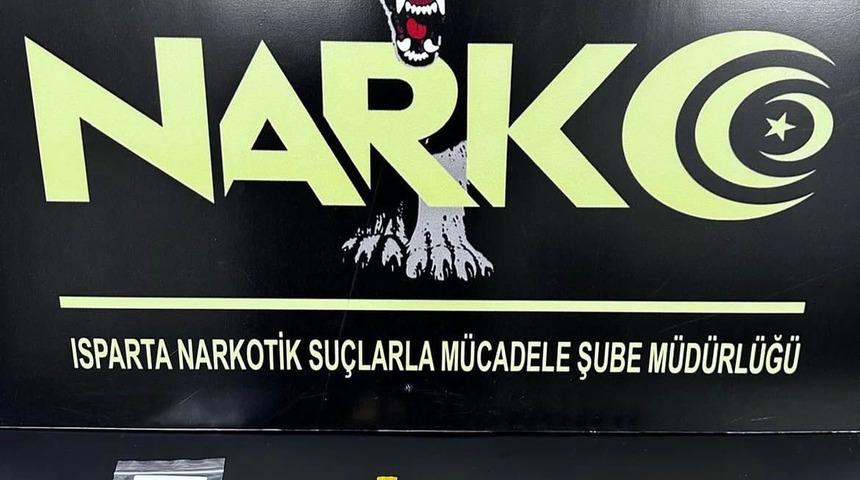 NARKO
ISPARTA NARKOTİK SUÇLARLA MÜCADELE ŞUBE MÜDÜRLÜĞÜ